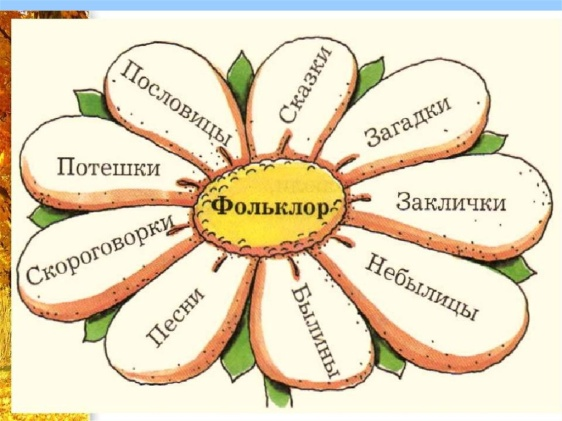 Пословицы
Сказки
Загадки
Потешки
Фольклор
Заклички
Скороговорки
Небылицы
Песни
Былины